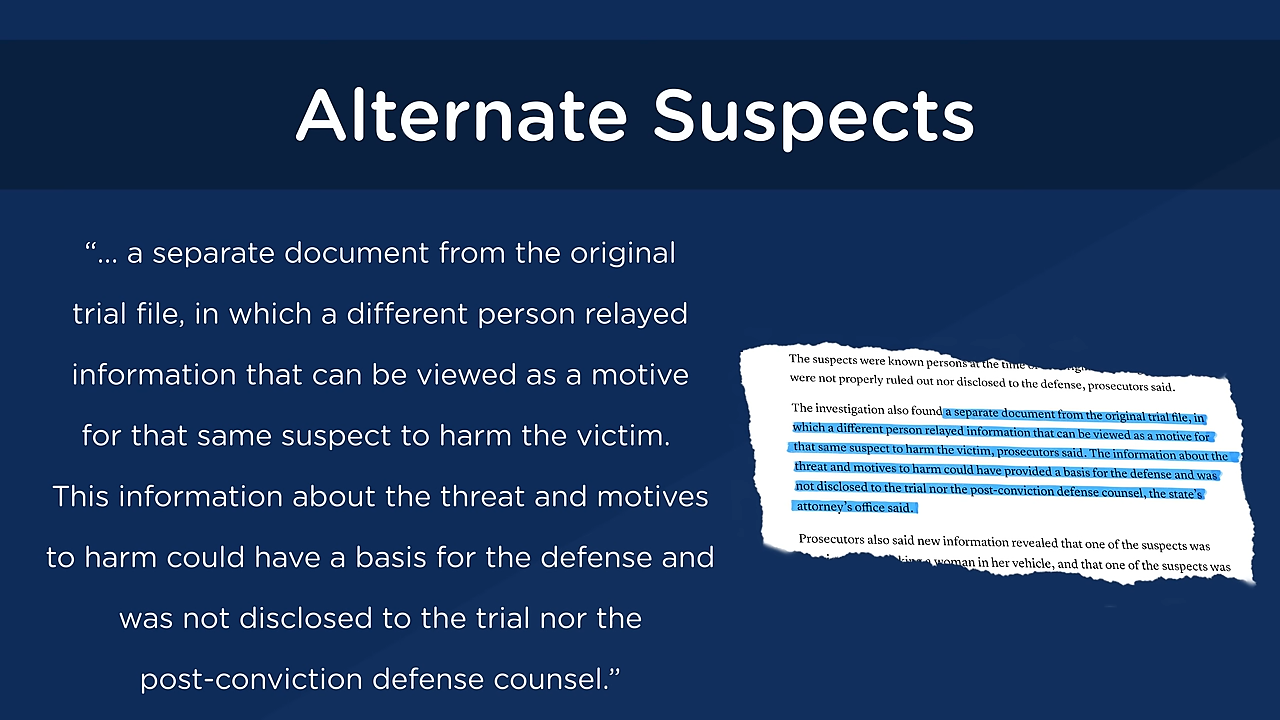 Alternate Suspects
“... a separate document from the original
trial file, in which a different person relayed
information that can be viewed as a motive
for that same suspect to harm the victim.
This information about the threat and motives
to harm could have a basis for the defense and
was not disclosed to the trial nor the
post-conviction defense counsel.”
The suspects were known persons at the time
were not properly ruled out nor disclosed to the defense, prosecutors said.
The investigation also found a separate document from the original trial file, in
which a different person relayed information that can be viewed as a motive for
that same suspect to harm the victim, prosecutors said. The information about the
threat and motives to harm could have provided a basis for the defense and was
not disclosed to the trial nor the post-conviction defense counsel, the state’s
attorney’s office said.
Prosecutors also said new information revealed that one of the suspects was
a woman in her vehicle, and that one of the suspects was